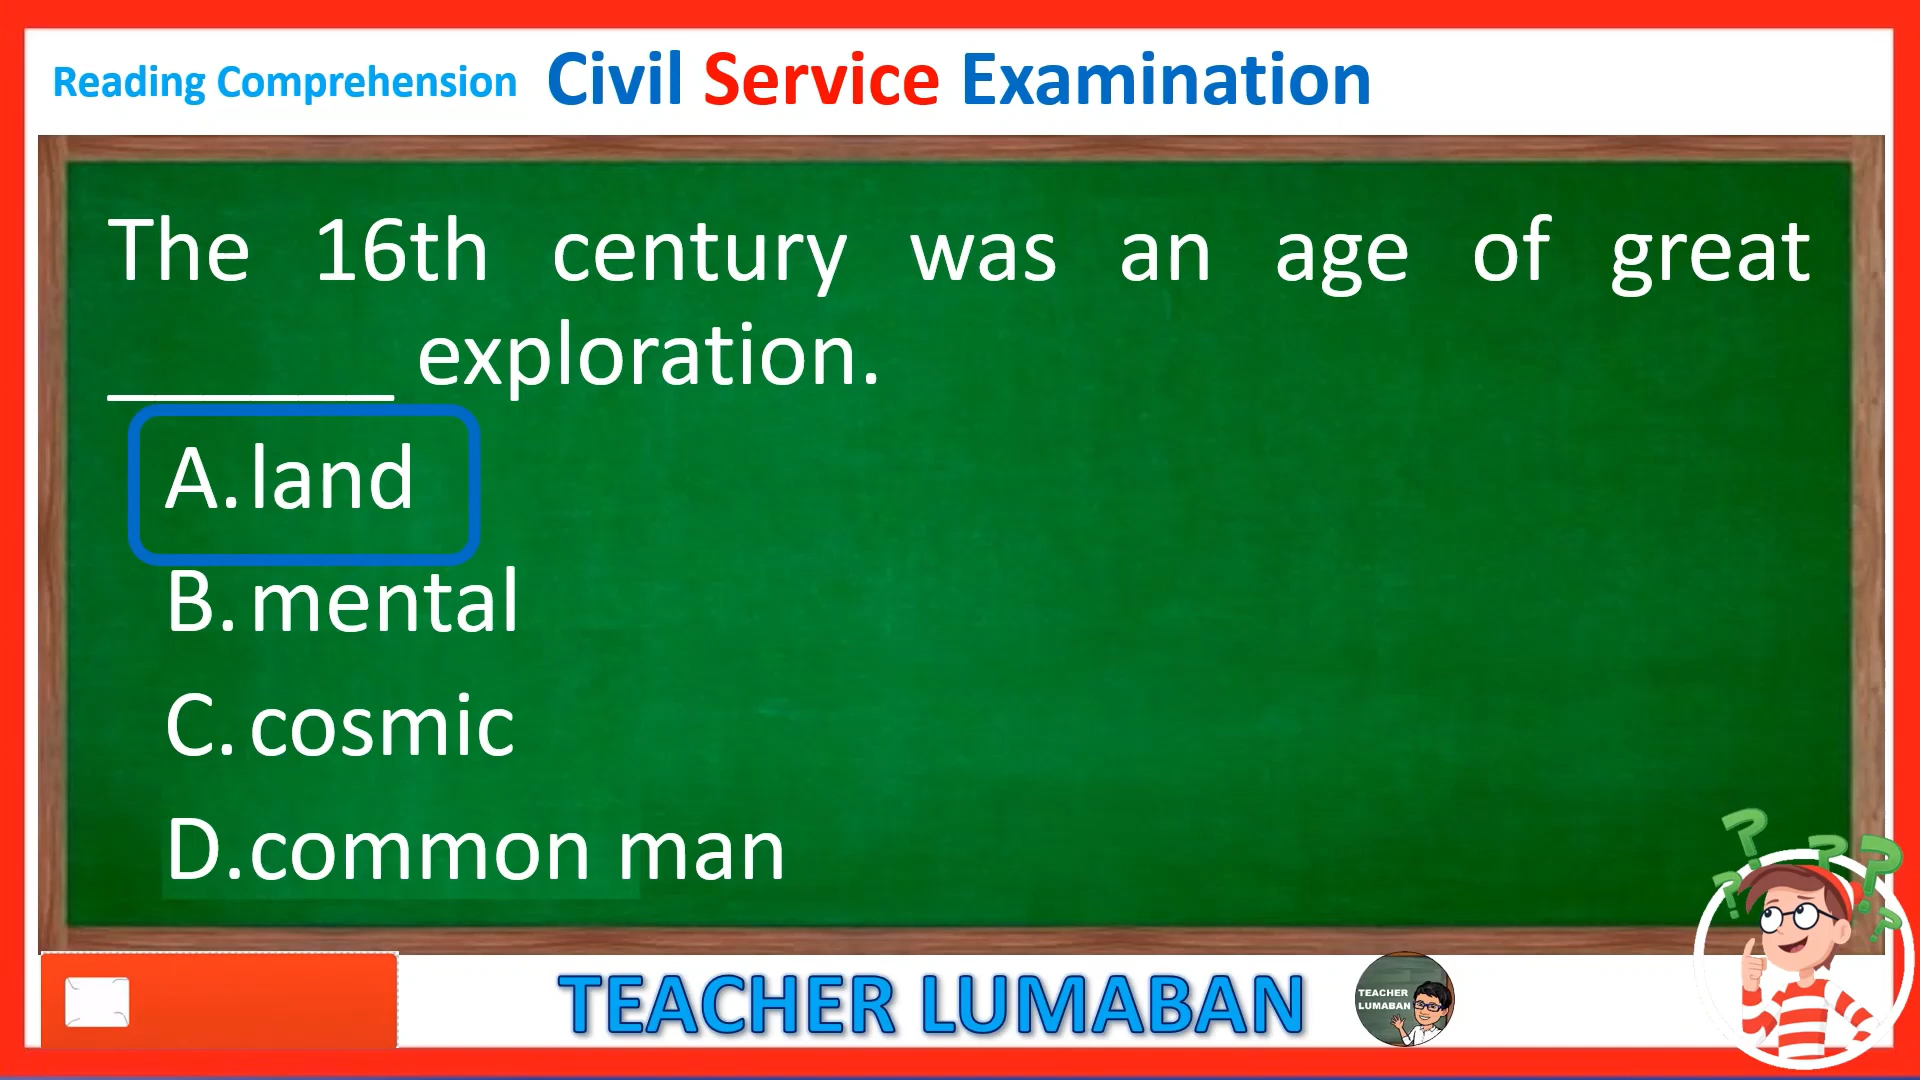 Reading Comprehension Civil Service Examination
The 16th century was an age of great
______ exploration.
A. land
B. mental
C. cosmic
D. common man
TEACHER LUMABAN
TEACHER
LUMABAN